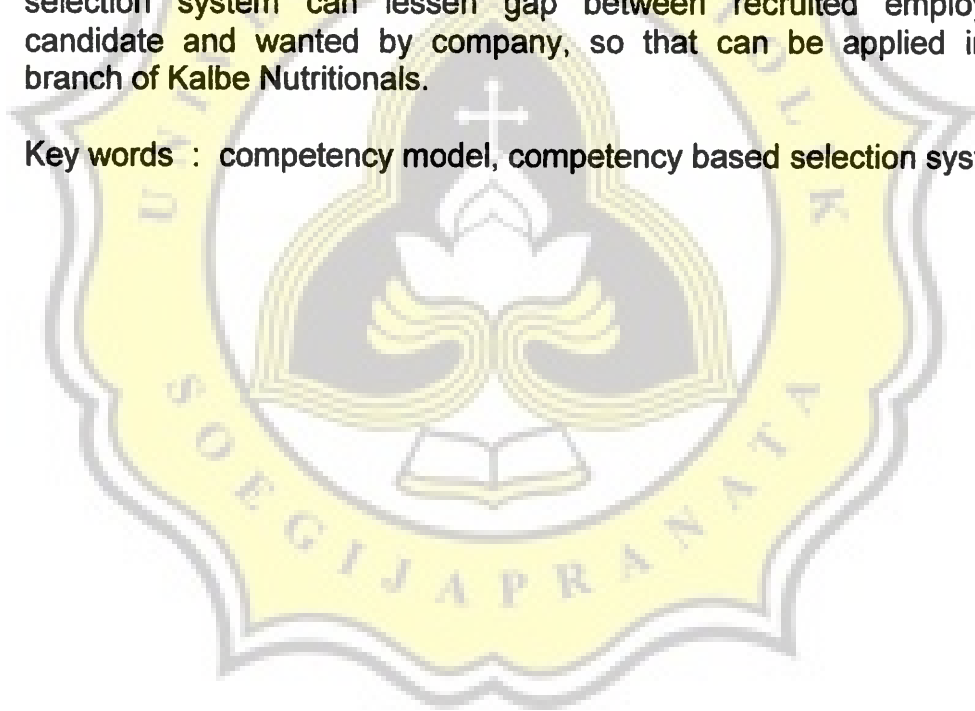 selection system can lessen gap between recruited
candidate and wanted by company, so that can be applied
branch of Kalbe Nutritionals.
Key words : competency model, competency based selection
SOEGIJAPRANATA